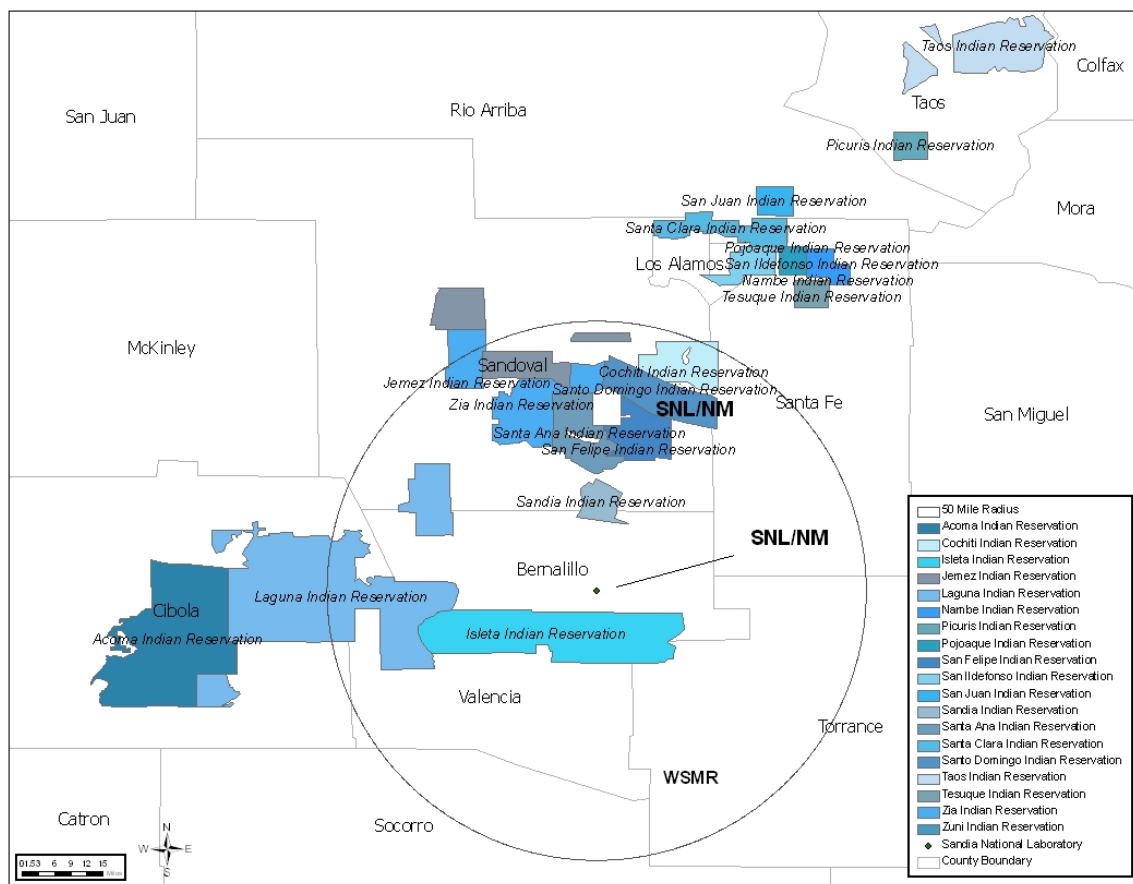 Taos Indian Reservation
Colfax
Taos
San Juan
Rio Arriba
Picuris Indian Reservation
San Juan Indian Reservation
Mora
Santa Clara Indian Reservation
Pojoaque Indian Reservation
Los Alamos
San Ildefonso Indian Reservation
Nambe Indian Reservation
Tesuque Indian Reservation
McKinley
Sandoval
Cochiti Indian Reservation
Jemez Indian Reservation
Santo Domingo Indian Reservation
Zia Indian Reservation
SNL/NM
Santa Fe
San Miguel
Santa Ana Indian Reservation
San Felipe Indian Reservation
Sandia Indian Reservation
SNL/NM
Bernalillo
Laguna Indian Reservation
Cibola
Acoma Indian Reservation
Isleta Indian Reservation
Valencia
Torrance
WSMR
Catron
Socorro
N
W E
S
01.53 6 9 12 15
Miles
50 Mile Radius
Acoma Indian Reservation
Cochiti Indian Reservation
Isleta Indian Reservation
Jemez Indian Reservation
Laguna Indian Reservation
Nambe Indian Reservation
Picuris Indian Reservation
Pojoaque Indian Reservation
San Felipe Indian Reservation
San Ildefonso Indian Reservation
San Juan Indian Reservation
Sandia Indian Reservation
Santa Ana Indian Reservation
Santa Clara Indian Reservation
Santo Domingo Indian Reservation
Taos Indian Reservation
Tesuque Indian Reservation
Zia Indian Reservation
Zuni Indian Reservation
Sandia National Laboratory
County Boundary